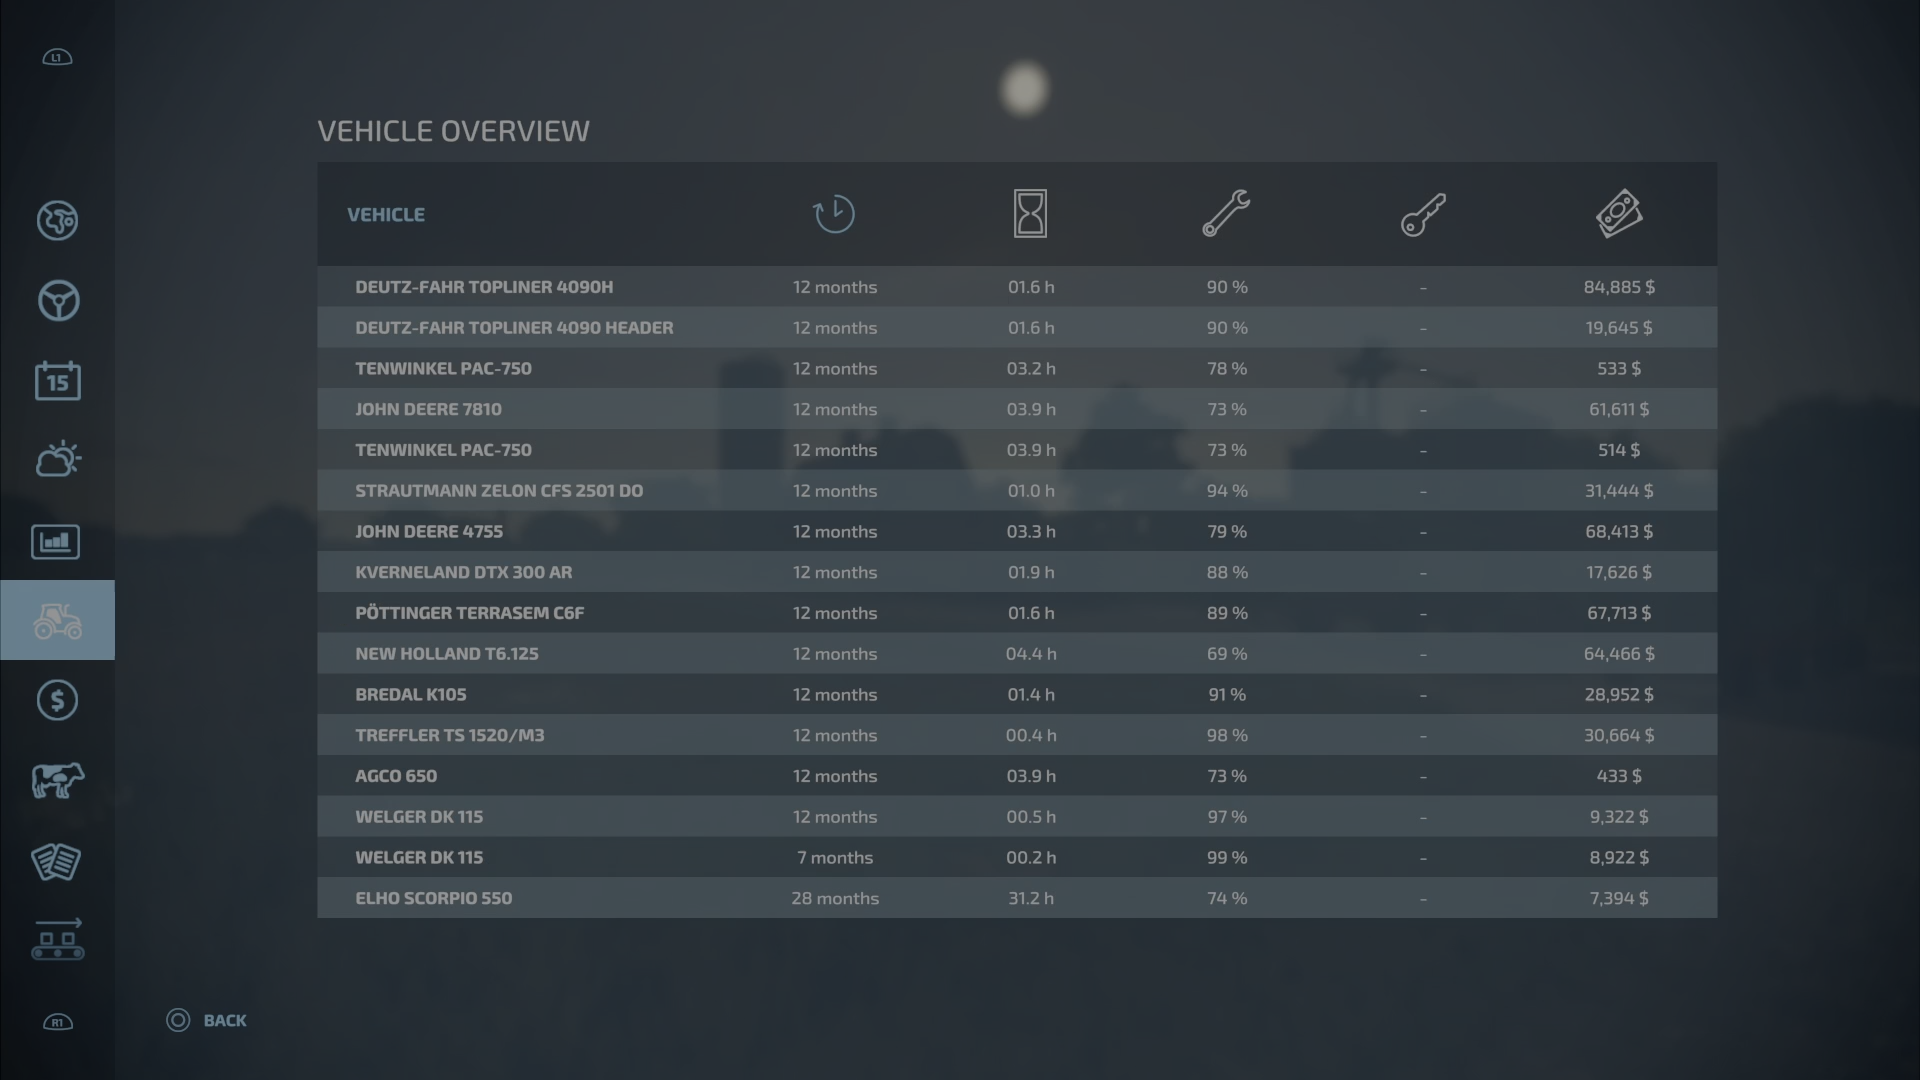 L1
VEHICLE OVERVIEW
VEHICLE
DEUTZ-FAHR TOPLINER 4090H 12 months 01.6 h 90 % - 84,885 $
DEUTZ-FAHR TOPLINER 4090 HEADER 12 months 01.6 h 90 % - 19,645 $
TENWINKEL PAC-750 12 months 03.2 h 78 % - 533 $
JOHN DEERE 7810 12 months 03.9 h 73 % - 61,611 $
TENWINKEL PAC-750 12 months 03.9 h 73 % - 514 $
STRAUTMANN ZELON CFS 2501 DO 12 months 01.0 h 94 % - 31,444 $
JOHN DEERE 4755 12 months 03.3 h 79 % - 68,413 $
KVERNELAND DTX 300 AR 12 months 01.9 h 88 % - 17,626 $
PÖTTINGER TERRASEM C6F 12 months 01.6 h 89 % - 67,713 $
NEW HOLLAND T6.125 12 months 04.4 h 69 % - 64,466 $
BREDAL K105 12 months 01.4 h 91 % - 28,952 $
TREFFLER TS 1520/M3 12 months 00.4 h 98 % - 30,664 $
AGCO 650 12 months 03.9 h 73 % - 433 $
WELGER DK 115 12 months 00.5 h 97 % - 9,322 $
WELGER DK 115 7 months 00.2 h 99 % - 8,922 $
ELHO SCORPIO 550 28 months 31.2 h 74 % - 7,394 $
15
$
R1
BACK